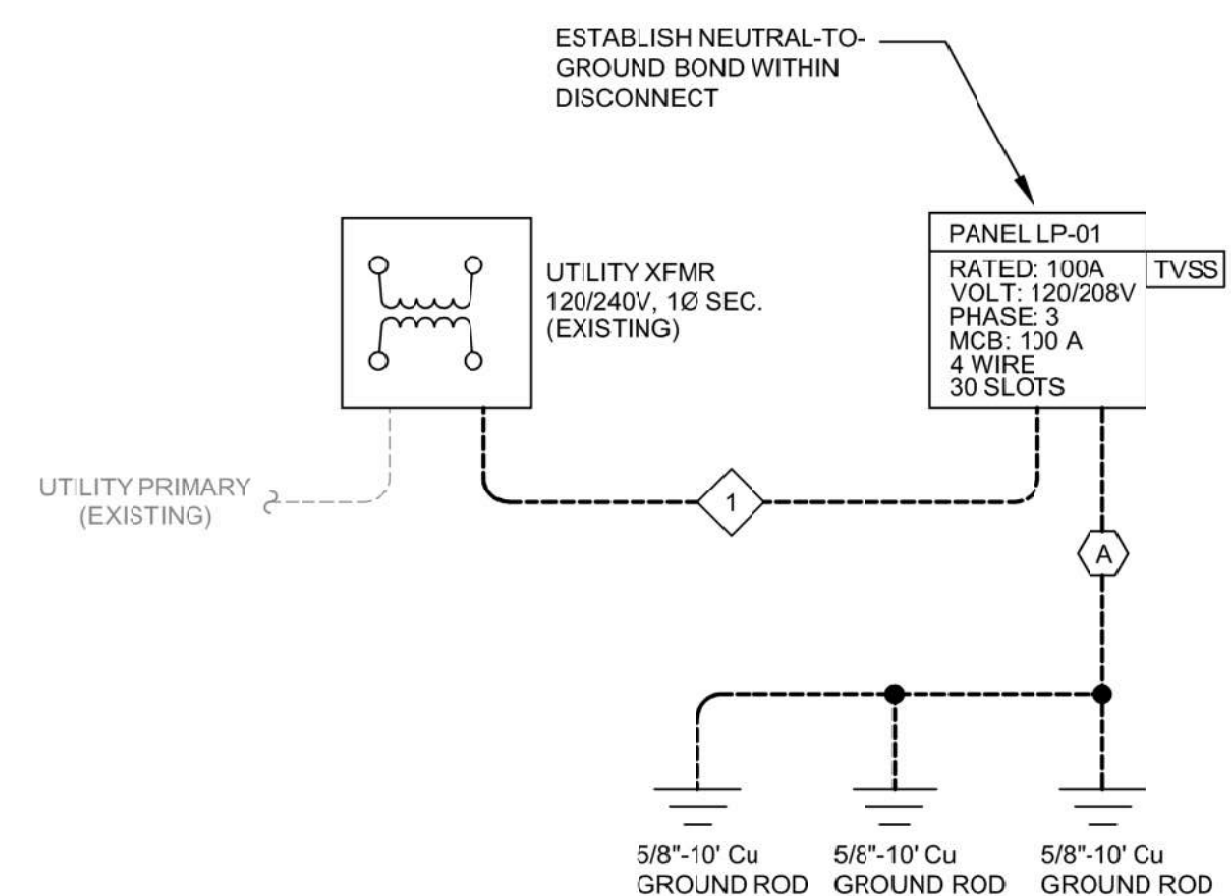 ESTABLISH NEUTRAL-TO-
GROUND BOND WITHIN
DISCONNECT
PANEL LP-01
RATED: 100A
VOLT: 120/208V
PHASE: 3
MCB: 100 A
4 WIRE
30 SLOTS
TVSS
UTILITY XFMR
120/240V, 1Ø SEC.
(EXISTING)
UTILITY PRIMARY
(EXISTING)
1
A
5/8"-10' Cu
GROUND ROD
5/8"-10' Cu
GROUND ROD
5/8"-10' Cu
GROUND ROD